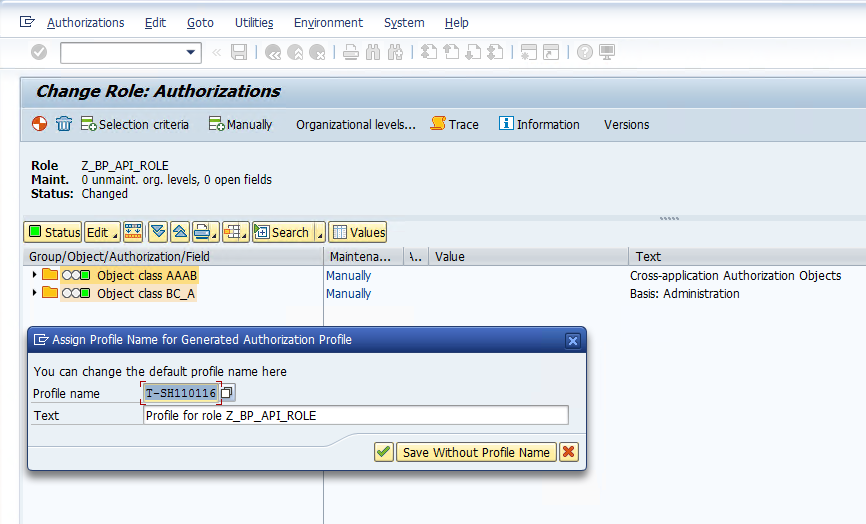 Authorizations Edit Goto Utilities Environment System Help
Change Role: Authorizations
Selection criteria Manually Organizational levels... Trace Information Versions
Role Z_BP_API_ROLE
Maint. 0 unmaint. org. levels, 0 open fields
Status: Changed
Status Edit Search Values
Group/Object/Authorization/Field Maintena... A.. Value Text
Object class AAAB Manually Cross-application Authorization Objects
Object class BC_A Manually Basis: Administration
Assign Profile Name for Generated Authorization Profile
You can change the default profile name here
Profile name T-SH110116
Text Profile for role Z_BP_API_ROLE
Save Without Profile Name